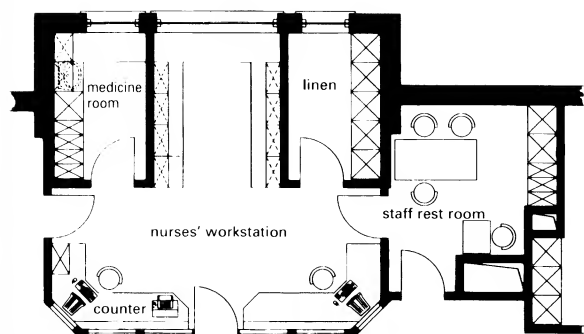 medicine
room
linen
staff rest room
nurses' workstation
counter